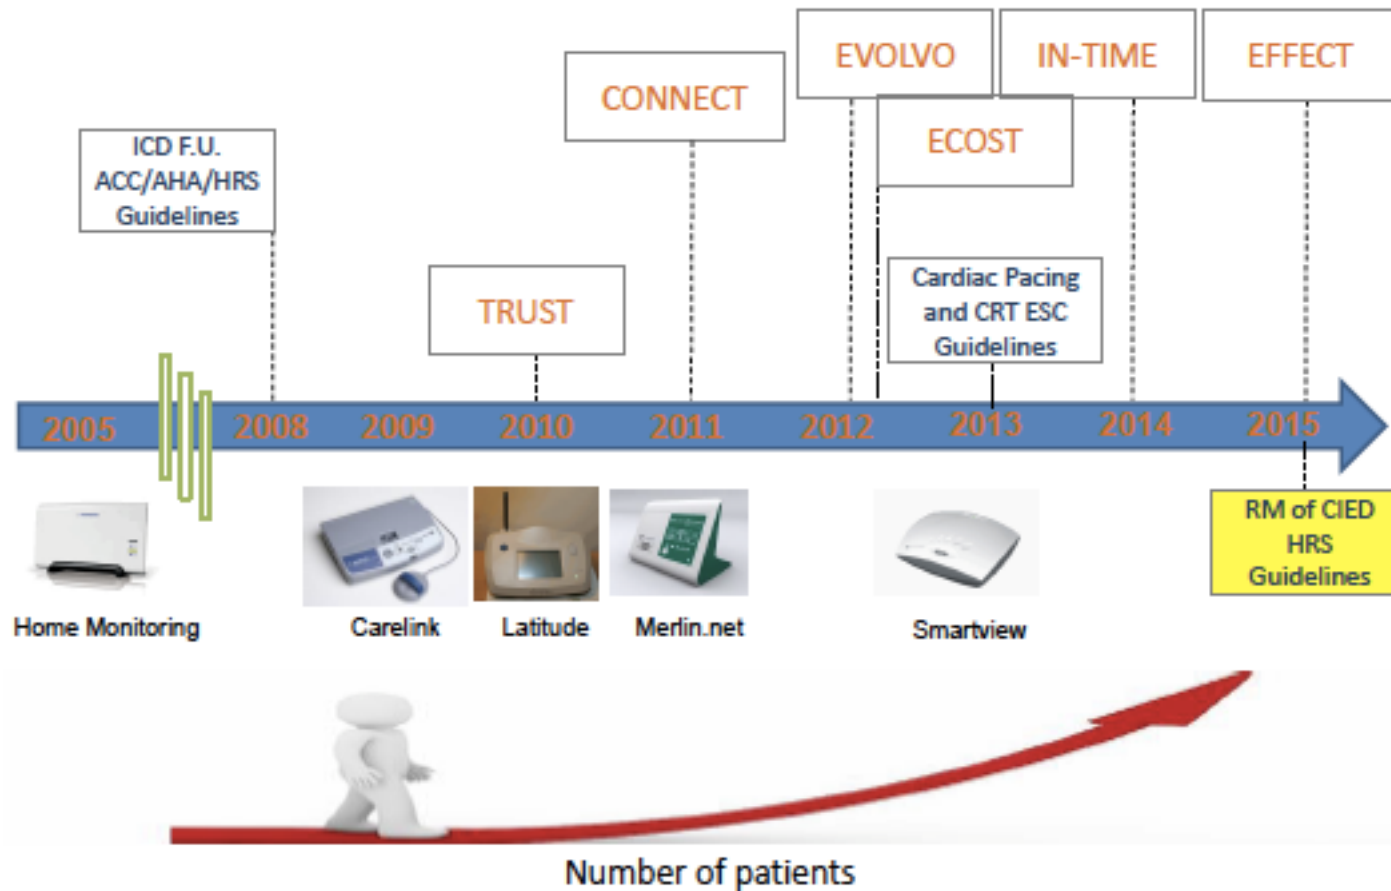 EVOLVO
IN-TIME
EFFECT
CONNECT
ECOST
ICD F.U.
ACC/AHA/HRS
Guidelines
TRUST
Cardiac Pacing
and CRT ESC
Guidelines
2005
2008
2009
2010
2011
2012
2013
2014
2015
RM of CIED
HRS
Guidelines
Home Monitoring
Carelink
Latitude
Merlin.net
Smartview
Number of patients